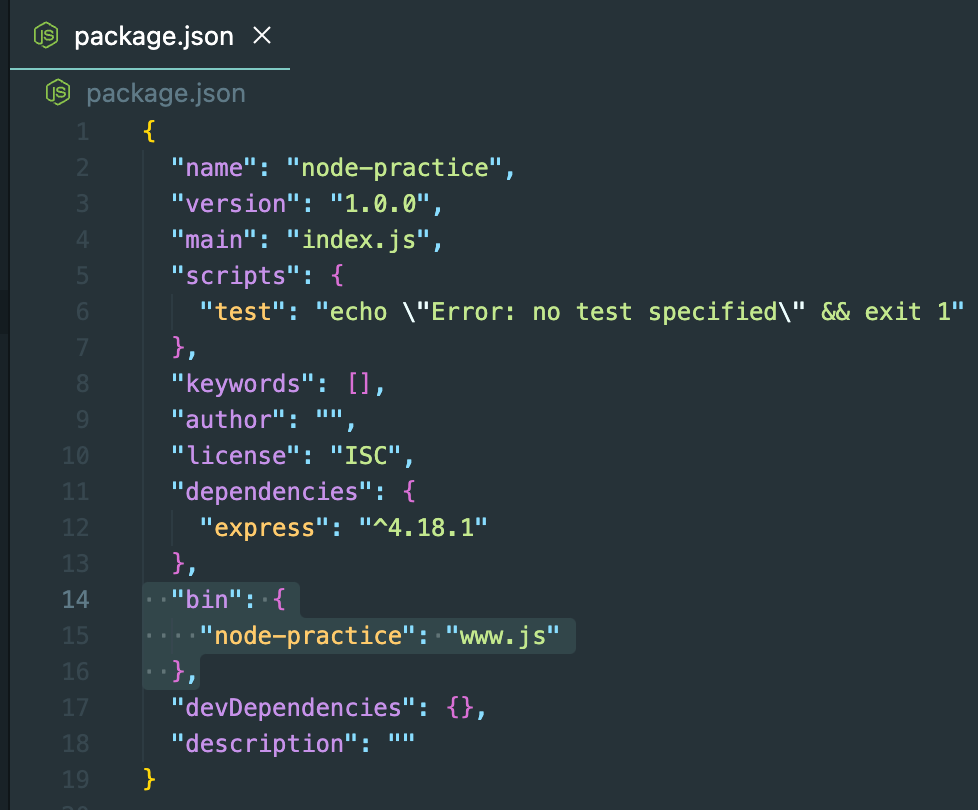 package.json
package.json
1 {
2 "name": "node-practice",
3 "version": "1.0.0",
4 "main": "index.js",
5 "scripts": {
6 "test": "echo \"Error: no test specified\" && exit 1"
7 },
8 "keywords": [],
9 "author": "",
10 "license": "ISC",
11 "dependencies": {
12 "express": "^4.18.1"
13 },
14 "bin": {
15 "node-practice": "www.js"
16 },
17 "devDependencies": {},
18 "description": ""
19 }